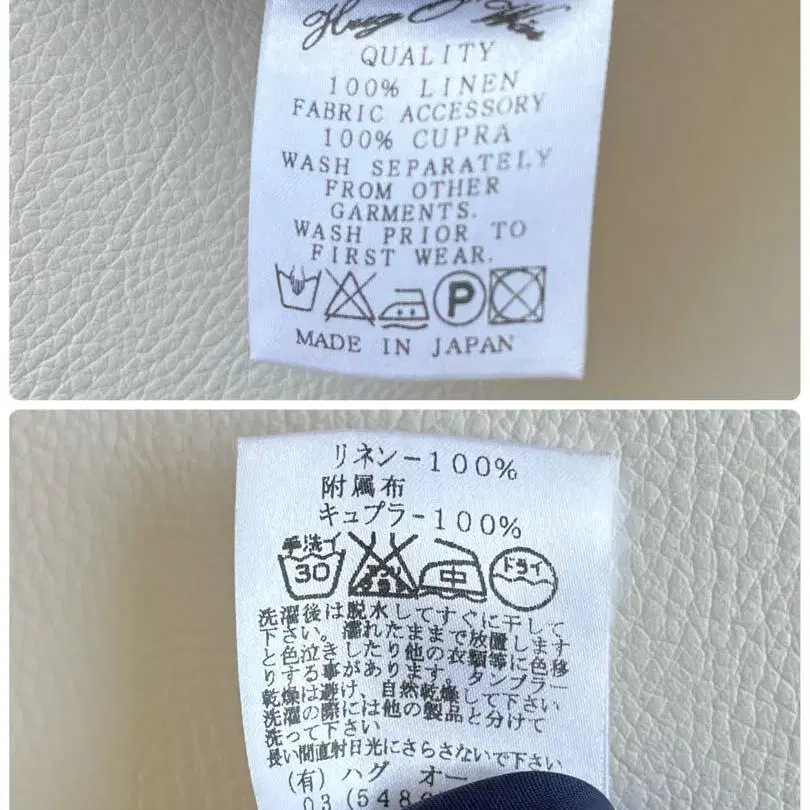 QUALITY
100% LINEN
FABRIC ACCESSORY
100% CUPRA
WASH SEPARATELY
FROM OTHER
GARMENTS.
WASH PRIOR TO
FIRST WEAR.
P
MADE IN JAPAN
リネン-100%
附属布
キュプラ-100%
手洗イ
30
中
ドライ
洗濯後は脱水してすぐに干して
下さい。濡れたままで放置します
と色泣きしたり他の衣類等に色移
りする事があります。タンブラー
乾燥は避け、自然乾燥して下さい
洗濯の際には他の製品と分けて
洗って下さい
長い間直射日光にさらさないで下さい
(有) ハグ オー
03 (548